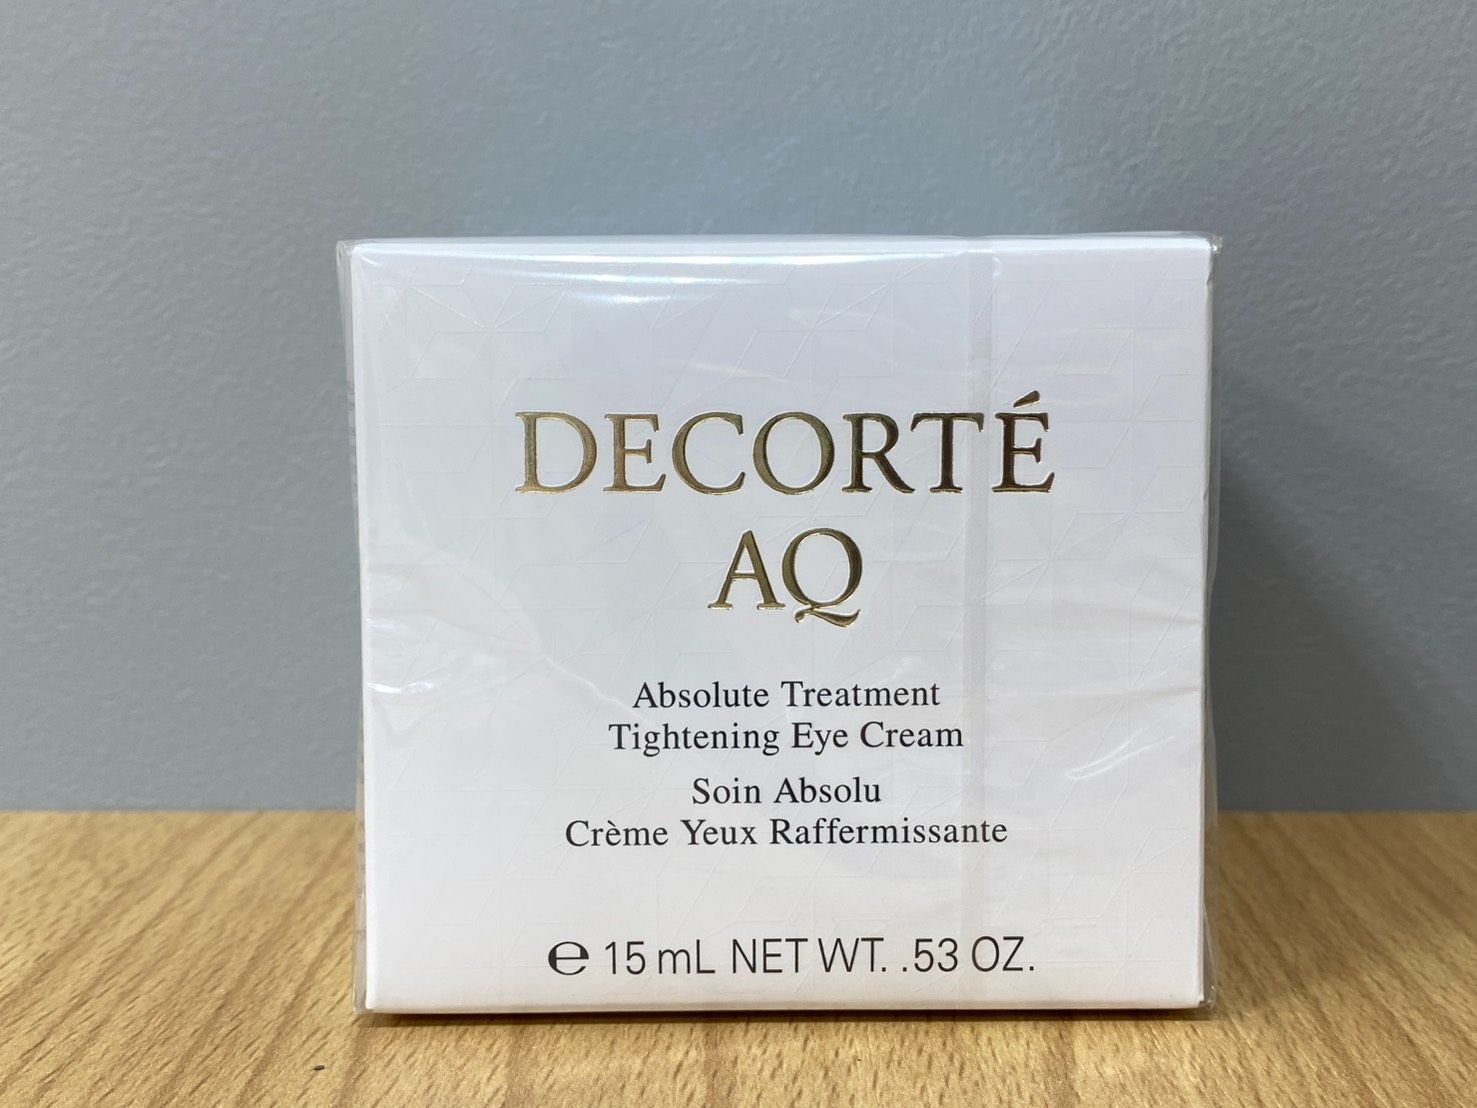 DECORTÉ
AQ
Absolute Treatment
Tightening Eye Cream
Soin Absolu
Crème Yeux Raffermissante
℮ 15 mL NET WT. .53 OZ.